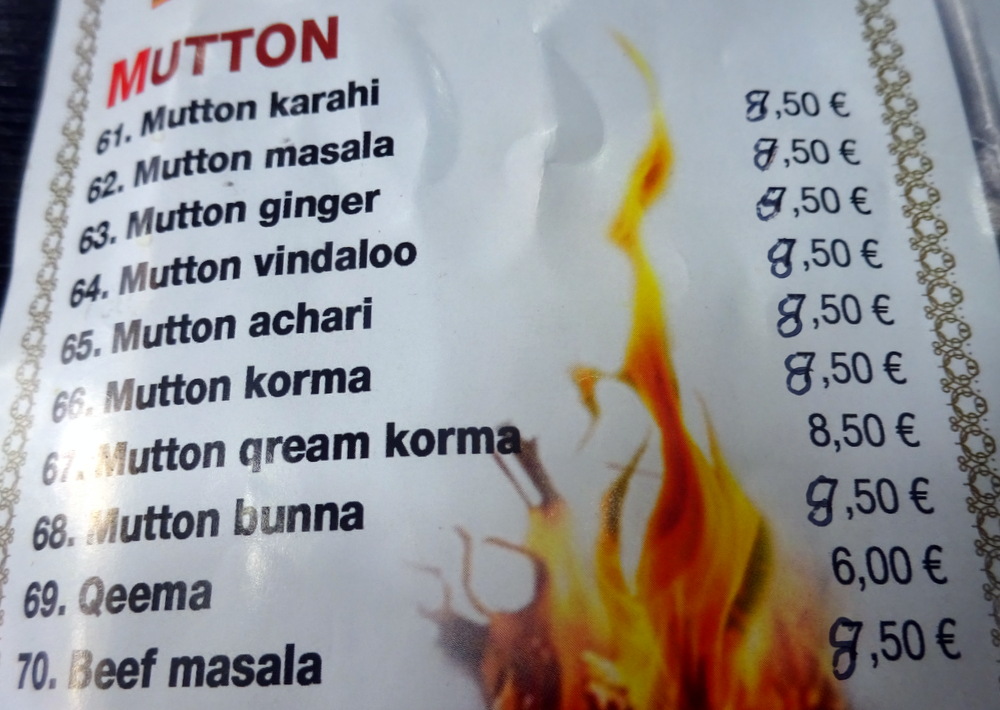 MUTTON
61. Mutton karahi 8,50 €
62. Mutton masala 8,50 €
63. Mutton ginger 8,50 €
64. Mutton vindaloo 8,50 €
65. Mutton achari 8,50 €
66. Mutton korma 8,50 €
67. Mutton qream korma 8,50 €
68. Mutton bunna 8,50 €
69. Qeema 6,00 €
70. Beef masala 8,50 €